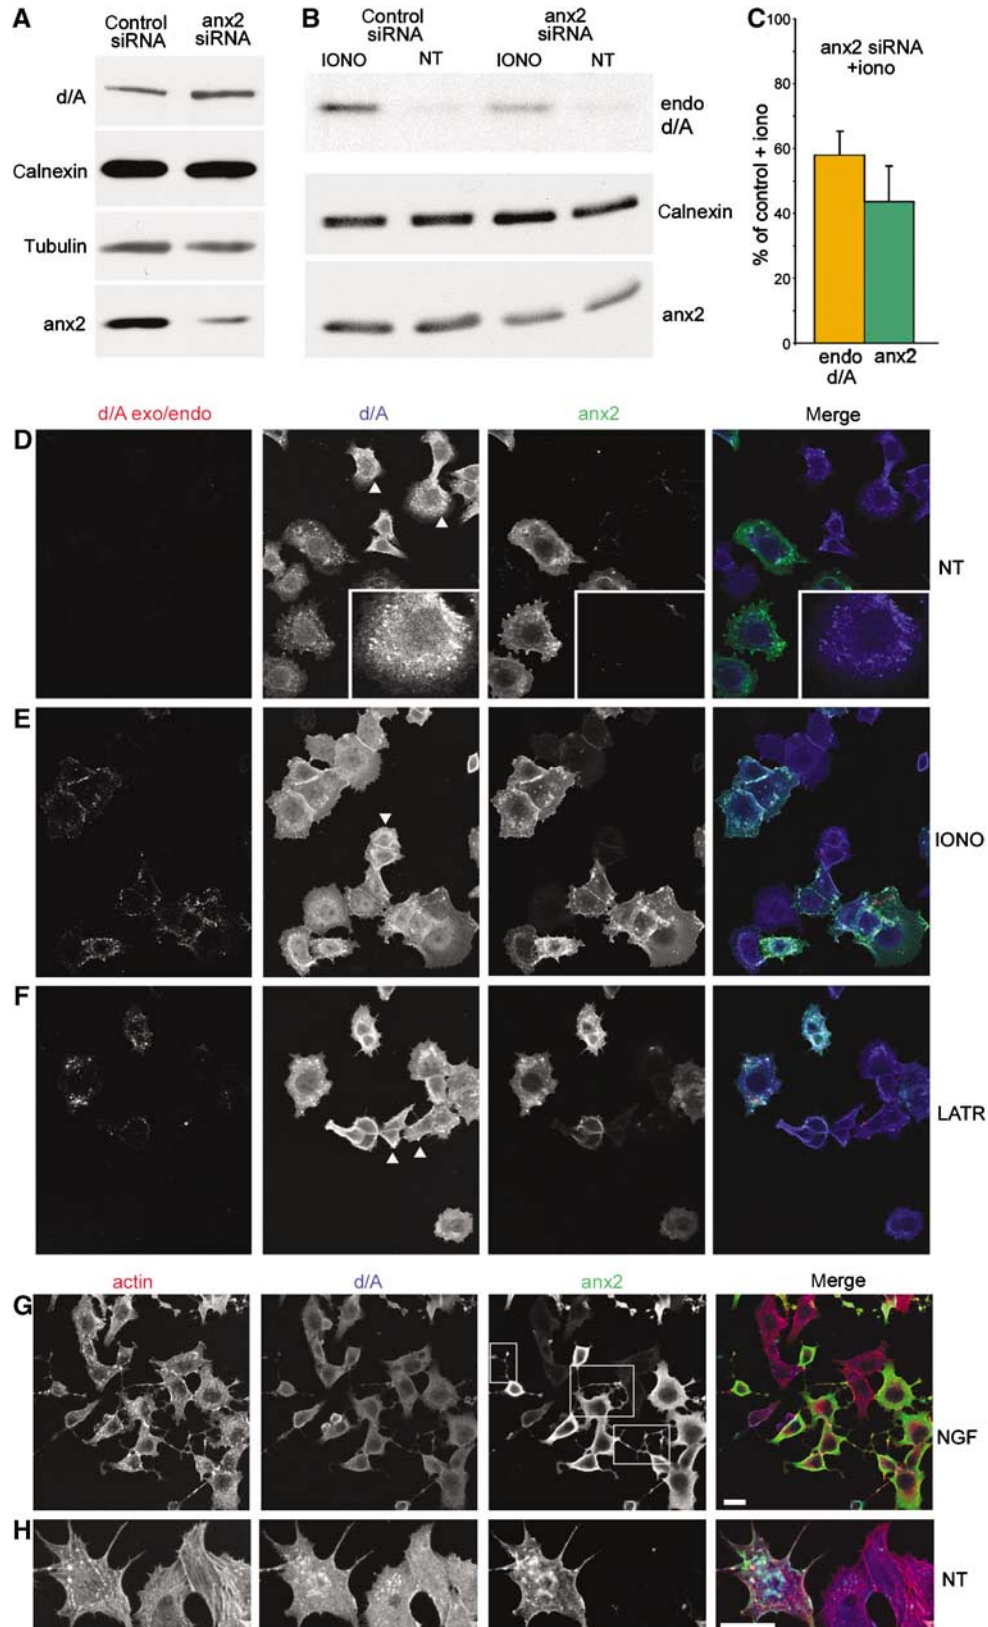 A
Control siRNA
anx2 siRNA
d/A
Calnexin
Tubulin
anx2
B
Control siRNA
anx2 siRNA
IONO NT IONO NT
endo d/A
Calnexin
anx2
C
anx2 siRNA +iono
% of control + iono
100
80
60
40
20
0
endo d/A
anx2
d/A exo/endo d/A anx2 Merge
D
NT
E
IONO
F
LATR
actin d/A anx2 Merge
G
NGF
H
NT